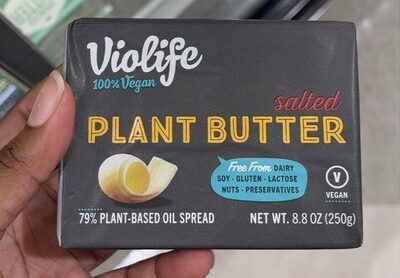 Violife
100% Vegan
salted
PLANT BUTTER
Free From DAIRY
SOY - GLUTEN - LACTOSE
NUTS - PRESERVATIVES
V
VEGAN
79% PLANT-BASED OIL SPREAD
NET WT. 8.8 OZ (250g)